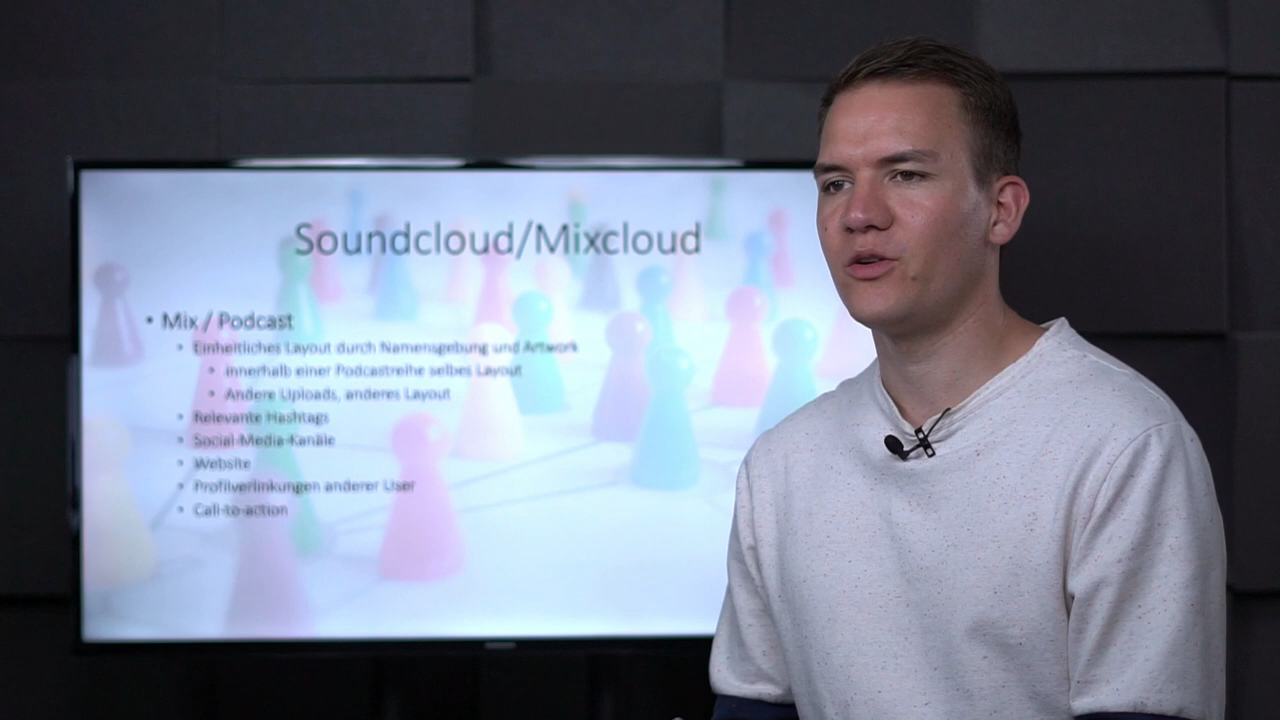 Soundcloud/Mixcloud
• Mix / Podcast
• Einheitliches Layout durch Namensgebung und Artwork
• innerhalb einer Podcastreihe selbes Layout
• Andere Uploads, anderes Layout
• Relevante Hashtags
• Social-Media-Kanäle
• Website
• Profilverlinkungen anderer User
• Call-to-action